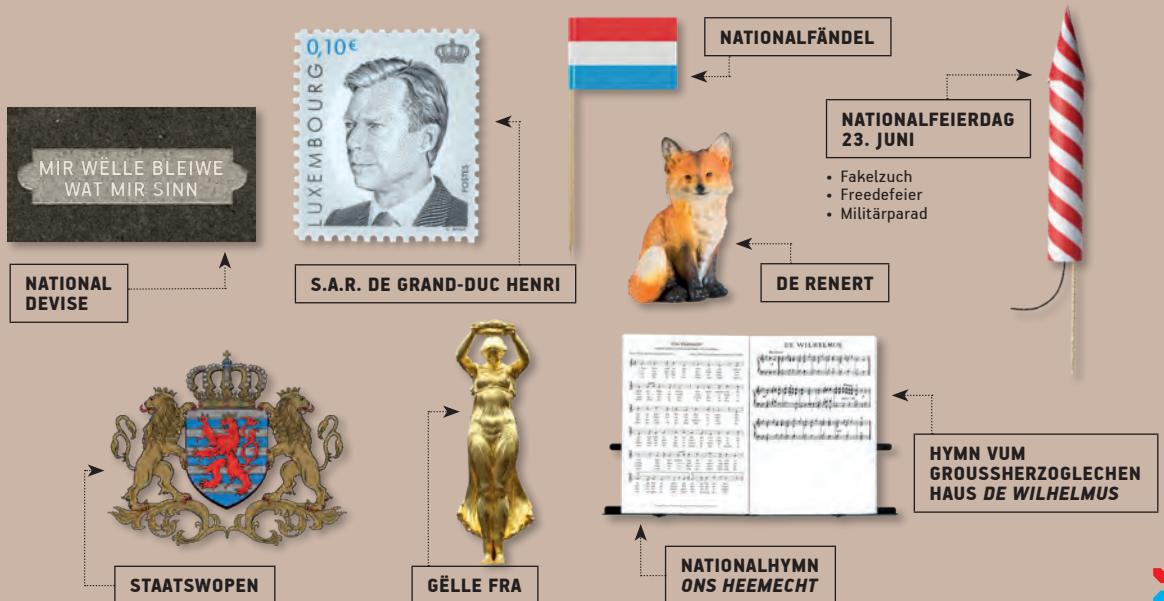 0,10€
LUXEMBOURG
POSTES
NATIONALFÄNDEL
NATIONALFEIERDAG
23. JUNI
• Fakelzuch
• Freedefeier
• Militärparad
MIR WËLLE BLEIWE
WAT MIR SINN
NATIONAL
DEVISE
S.A.R. DE GRAND-DUC HENRI
DE RENERT
DE WILHELMUS
HYMN VUM
GROUSSHERZOGLECHEN
HAUS DE WILHELMUS
STAATSWOPEN
GËLLE FRA
NATIONALHYMN
ONS HEEMECHT